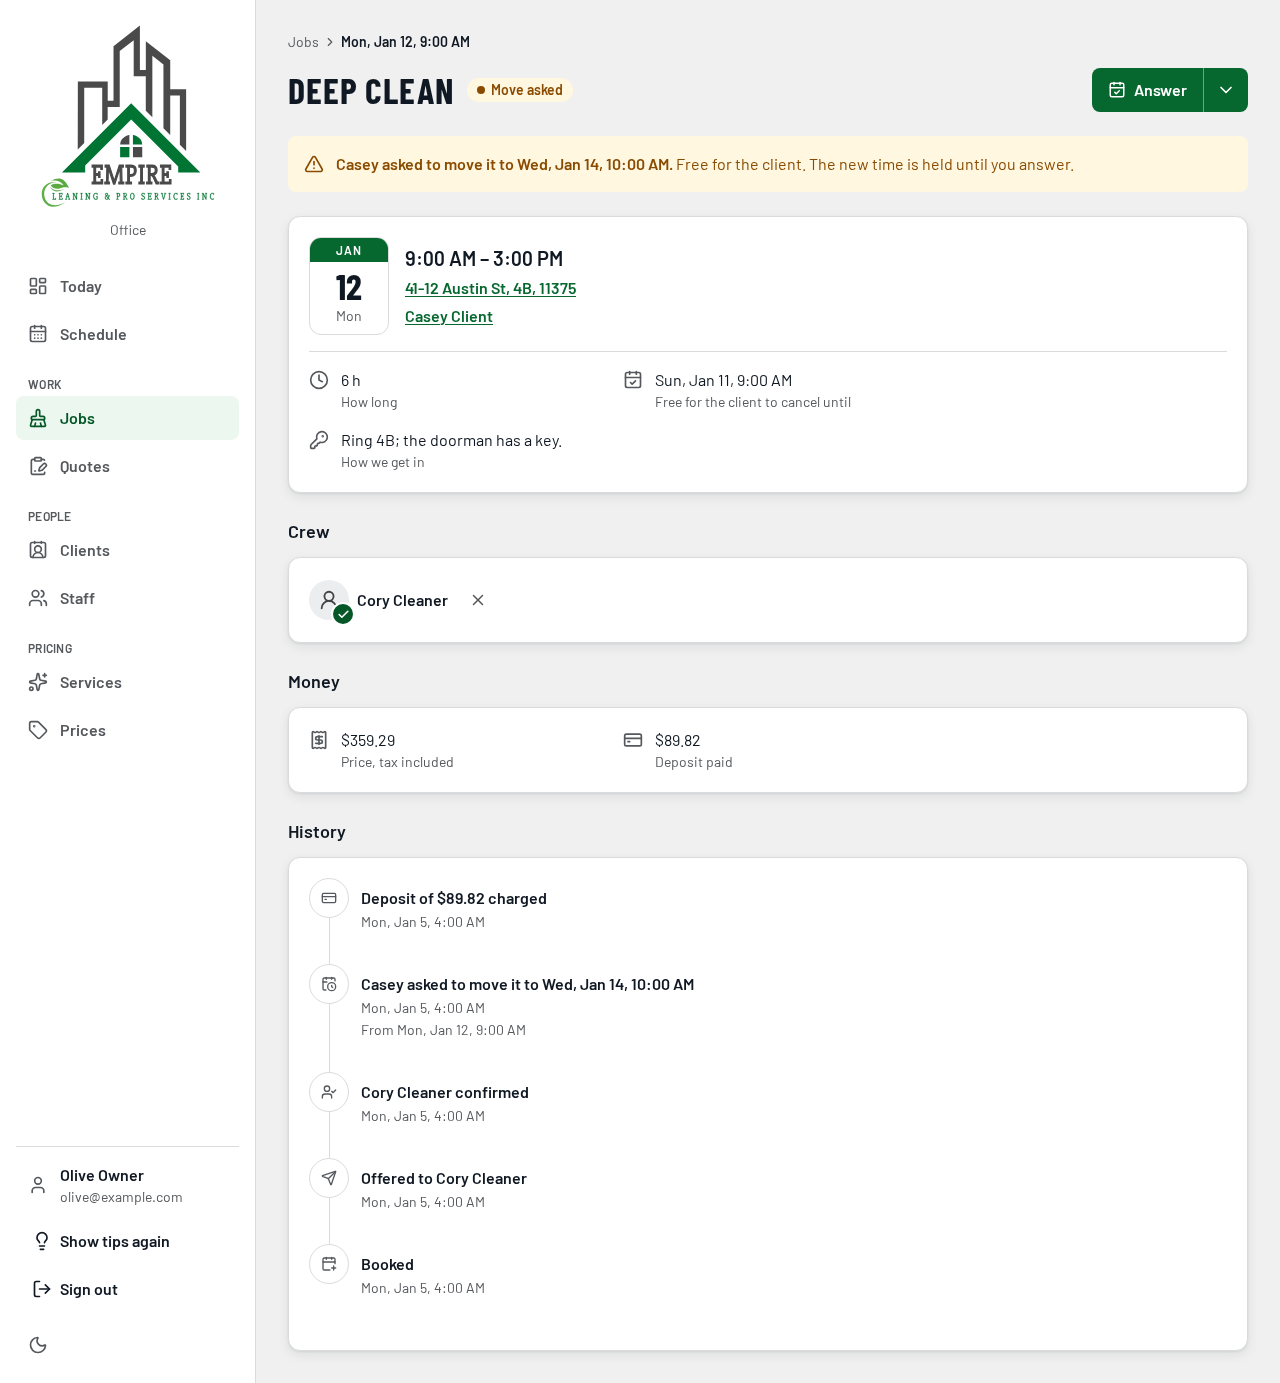 EMPIRE
LEANING & PRO SERVICES INC
Office
Today
Schedule
WORK
Jobs
Quotes
PEOPLE
Clients
Staff
PRICING
Services
Prices
Olive Owner
olive@example.com
Show tips again
Sign out
Jobs > Mon, Jan 12, 9:00 AM
DEEP CLEAN
Move asked
Answer
Casey asked to move it to Wed, Jan 14, 10:00 AM. Free for the client. The new time is held until you answer.
JAN
12
Mon
9:00 AM – 3:00 PM
41-12 Austin St, 4B, 11375
Casey Client
6 h
How long
Sun, Jan 11, 9:00 AM
Free for the client to cancel until
Ring 4B; the doorman has a key.
How we get in
Crew
Cory Cleaner
Money
$359.29
Price, tax included
$89.82
Deposit paid
History
Deposit of $89.82 charged
Mon, Jan 5, 4:00 AM
Casey asked to move it to Wed, Jan 14, 10:00 AM
Mon, Jan 5, 4:00 AM
From Mon, Jan 12, 9:00 AM
Cory Cleaner confirmed
Mon, Jan 5, 4:00 AM
Offered to Cory Cleaner
Mon, Jan 5, 4:00 AM
Booked
Mon, Jan 5, 4:00 AM